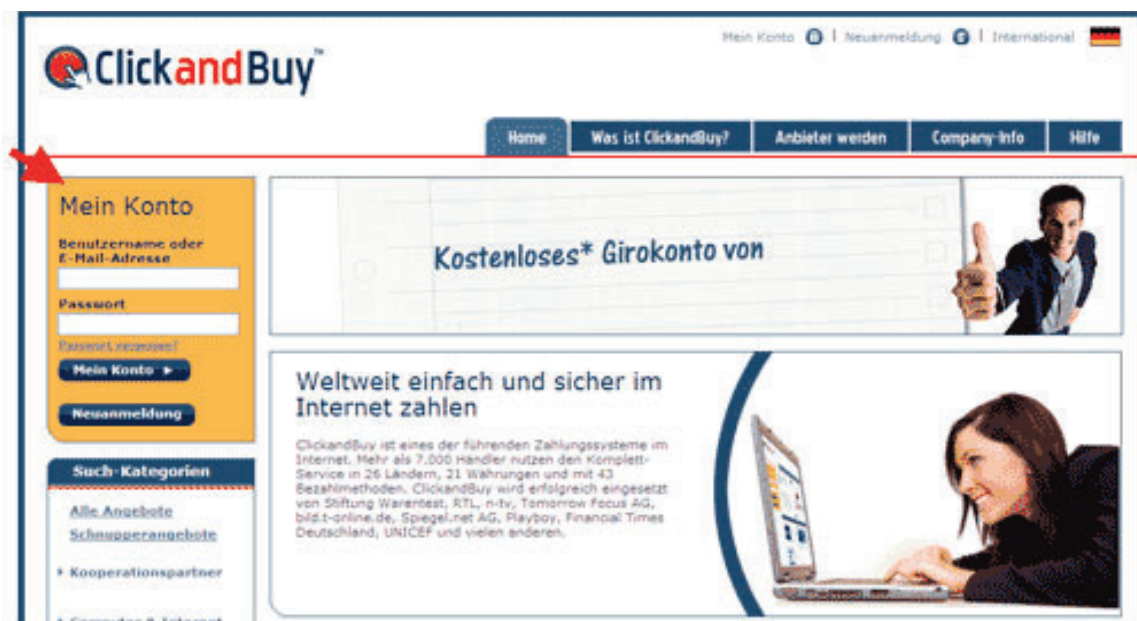 ClickandBuy™
Mein Konto | Neuanmeldung | International
Home
Was ist ClickandBuy?
Anbieter werden
Company-Info
Hilfe
Mein Konto
Benutzername oder
E-Mail-Adresse
Passwort
Passwort vergessen?
Mein Konto
Neuanmeldung
Such-Kategorien
Alle Angebote
Schnupperangebote
Kooperationspartner
Computer & Internet
Kostenloses* Girokonto von
Weltweit einfach und sicher im
Internet zahlen
ClickandBuy ist eines der führenden Zahlungssysteme im
Internet. Mehr als 7.000 Händler nutzen den Komplett-
Service in 26 Ländern, 21 Währungen und mit 43
Bezahlmethoden. ClickandBuy wird erfolgreich eingesetzt
von Stiftung Warentest, RTL, n-tv, Tomorrow Focus AG,
bild.t-online.de, Spiegel.net AG, Playboy, Financial Times
Deutschland, UNICEF und vielen anderen.